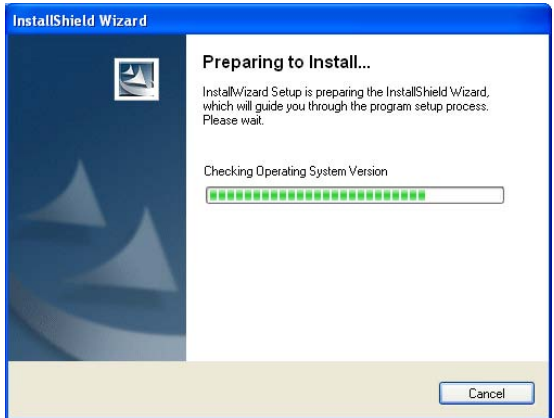 InstallShield Wizard
Preparing to Install...
InstallWizard Setup is preparing the InstallShield Wizard,
which will guide you through the program setup process.
Please wait.
Checking Operating System Version
Cancel